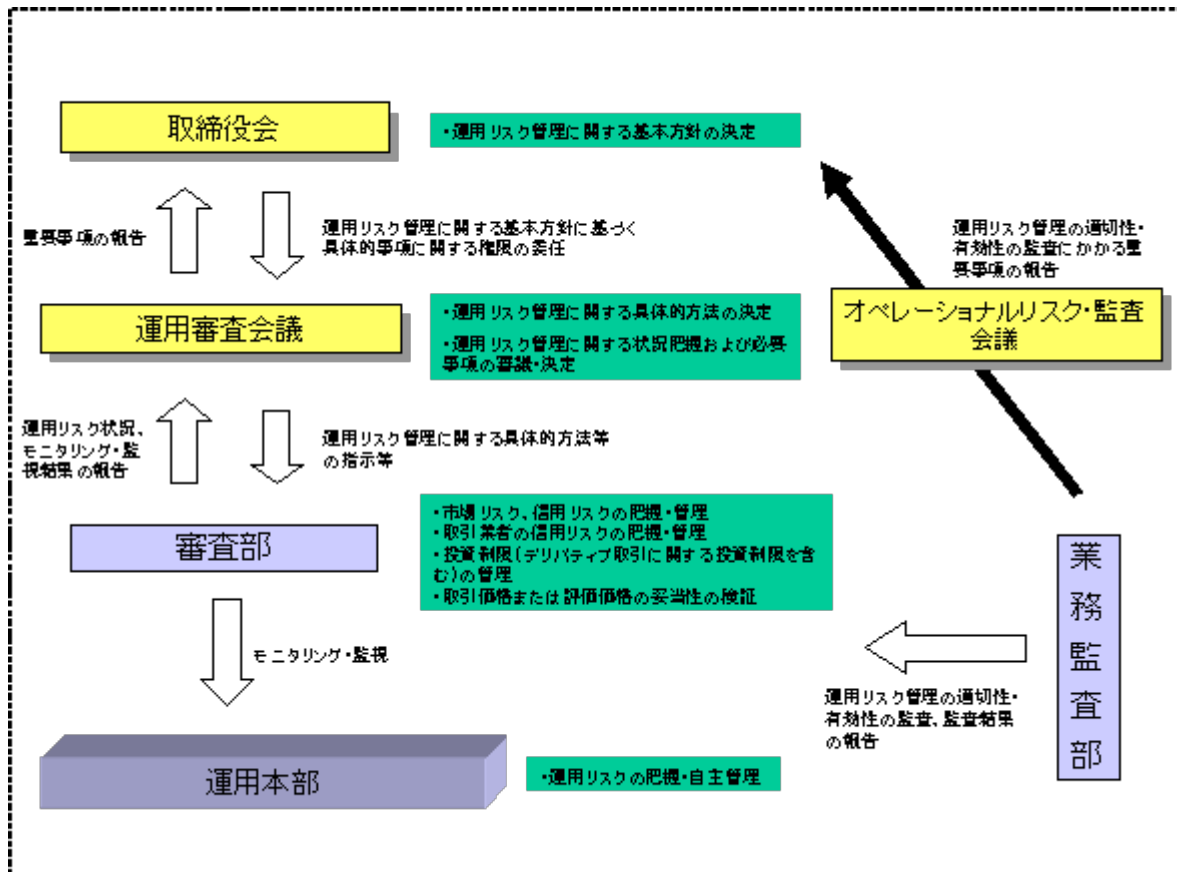 取締役会
・運用リスク管理に関する基本方針の決定
重要事項の報告
運用リスク管理に関する基本方針に基づく
具体的事項に関する権限の委任
運用リスク管理の適切性・
有効性の監査にかかる重
要事項の報告
運用審査会議
・運用リスク管理に関する具体的方法の決定
・運用リスク管理に関する状況把握および必要
事項の審議・決定
オペレーショナルリスク・監査
会議
運用リスク状況、
モニタリング・監
視結果の報告
運用リスク管理に関する具体的方法等
の指示等
審査部
・市場リスク、信用リスクの把握・管理
・取引業者の信用リスクの把握・管理
・投資制限(デリバティブ取引に関する投資制限を含
む)の管理
・取引価格または評価価格の妥当性の検証
業務監査部
モニタリング・監視
運用リスク管理の適切性・
有効性の監査、監査結果
の報告
運用本部
・運用リスクの把握・自主管理